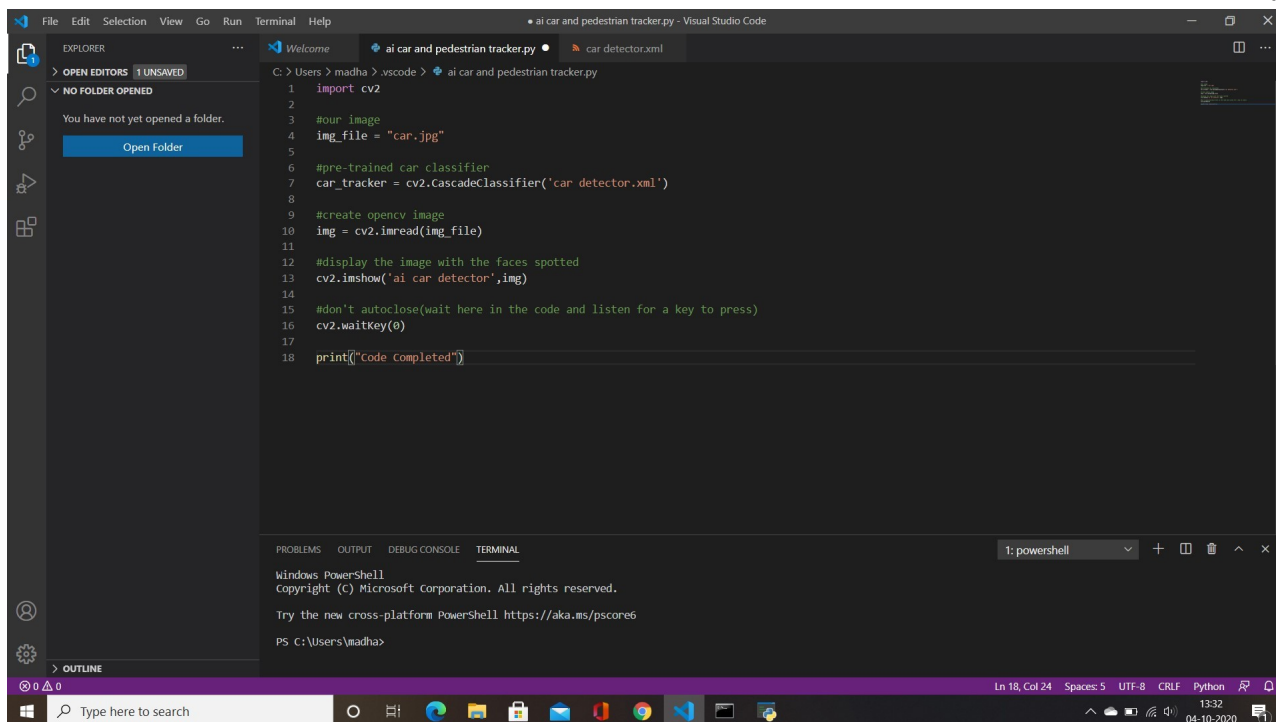 File Edit Selection View Go Run Terminal Help
● ai car and pedestrian tracker.py - Visual Studio Code
EXPLORER
Welcome
ai car and pedestrian tracker.py ●
car detector.xml
OPEN EDITORS 1 UNSAVED
NO FOLDER OPENED
You have not yet opened a folder.
Open Folder
OUTLINE
C: > Users > madha > .vscode > ai car and pedestrian tracker.py
1 import cv2
2
3 #our image
4 img_file = "car.jpg"
5
6 #pre-trained car classifier
7 car_tracker = cv2.CascadeClassifier('car detector.xml')
8
9 #create opencv image
10 img = cv2.imread(img_file)
11
12 #display the image with the faces spotted
13 cv2.imshow('ai car detector',img)
14
15 #don't autoclose(wait here in the code and listen for a key to press)
16 cv2.waitKey(0)
17
18 print("Code Completed")
PROBLEMS OUTPUT DEBUG CONSOLE TERMINAL
1: powershell
Windows PowerShell
Copyright (C) Microsoft Corporation. All rights reserved.
Try the new cross-platform PowerShell https://aka.ms/pscore6
PS C:\Users\madha>
0 0
Ln 18, Col 24 Spaces: 5 UTF-8 CRLF Python
Type here to search
13:32
04-10-2020
1